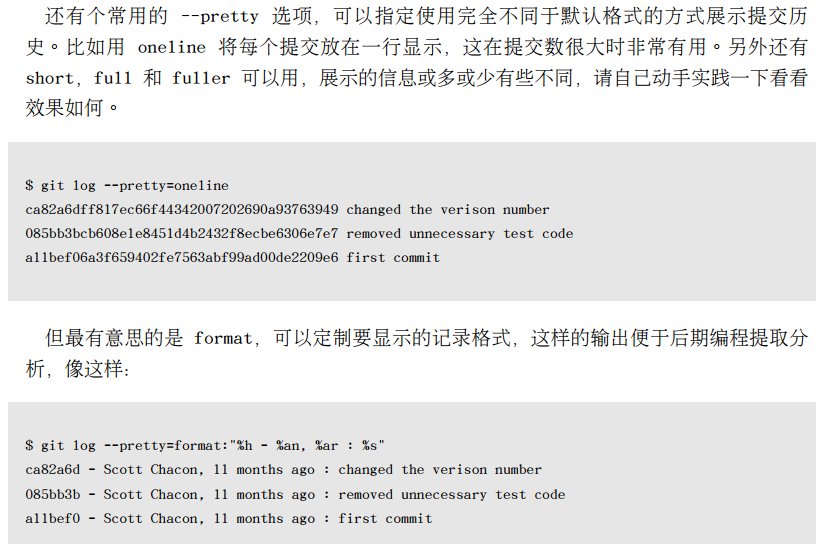 还有个常用的 --pretty 选项，可以指定使用完全不同于默认格式的方式展示提交历
史。比如用 oneline 将每个提交放在一行显示，这在提交数很大时非常有用。另外还有
short，full 和 fuller 可以用，展示的信息或多或少有些不同，请自己动手实践一下看看
效果如何。
$ git log --pretty=oneline
ca82a6dff817ec66f44342007202690a93763949 changed the verison number
085bb3bcb608e1e8451d4b2432f8ecbe6306e7e7 removed unnecessary test code
a11bef06a3f659402fe7563abf99ad00de2209e6 first commit
但最有意思的是 format，可以定制要显示的记录格式，这样的输出便于后期编程提取分
析，像这样：
$ git log --pretty=format:"%h - %an, %ar : %s"
ca82a6d - Scott Chacon, 11 months ago : changed the verison number
085bb3b - Scott Chacon, 11 months ago : removed unnecessary test code
a11bef0 - Scott Chacon, 11 months ago : first commit